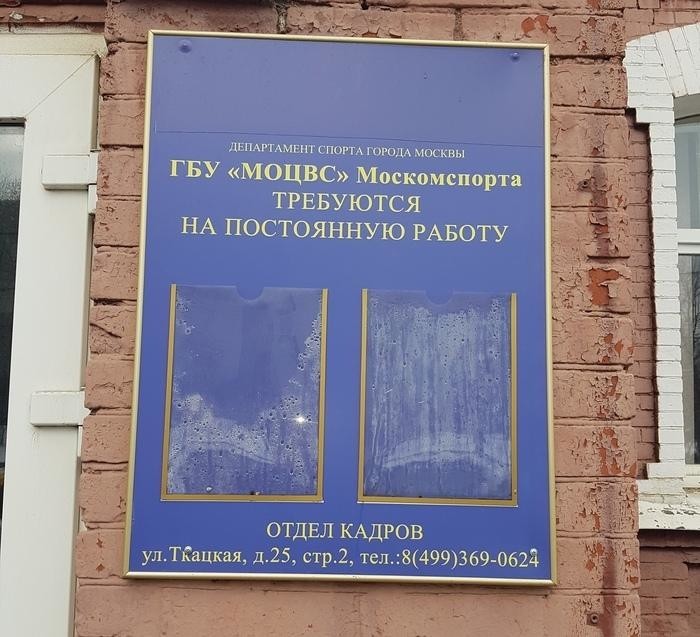 ДЕПАРТАМЕНТ СПОРТА ГОРОДА МОСКВЫ
ГБУ «МОЦВС» Москомспорта
ТРЕБУЮТСЯ
НА ПОСТОЯННУЮ РАБОТУ
ОТДЕЛ КАДРОВ
ул.Ткацкая, д.25, стр.2, тел.:8(499)369-0624